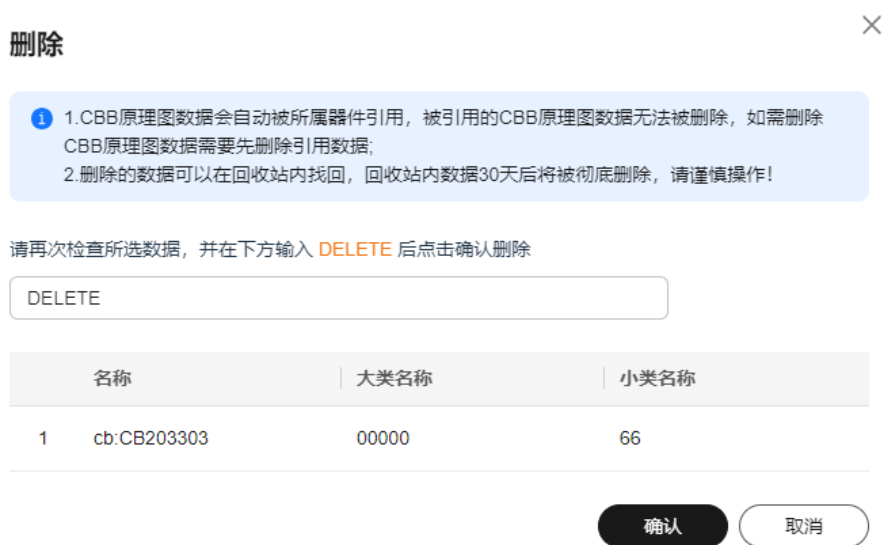 删除
1.CBB原理图数据会自动被所属器件引用，被引用的CBB原理图数据无法被删除，如需删除
CBB原理图数据需要先删除引用数据;
2.删除的数据可以在回收站内找回，回收站内数据30天后将被彻底删除，请谨慎操作！
请再次检查所选数据，并在下方输入 DELETE 后点击确认删除
DELETE
名称 大类名称 小类名称
1 cb:CB203303 00000 66
确认 取消